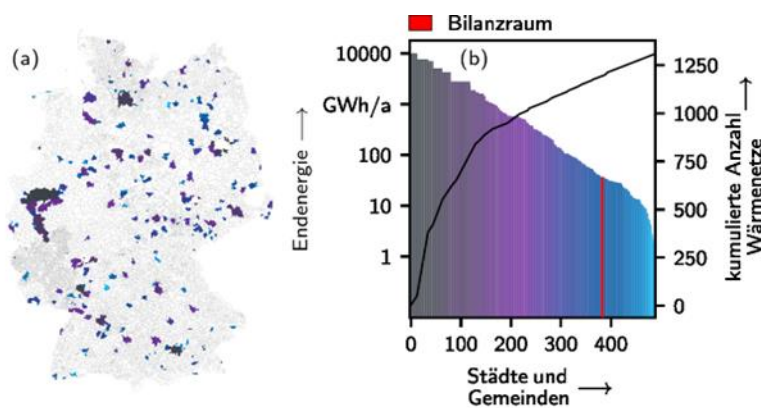 Bilanzraum
(a)
(b)
10000
GWh/a
100
10
1
Endenergie
1250
1000
750
500
250
0
kumulierte Anzahl
Wärmenetze
0 100 200 300 400
Städte und
Gemeinden